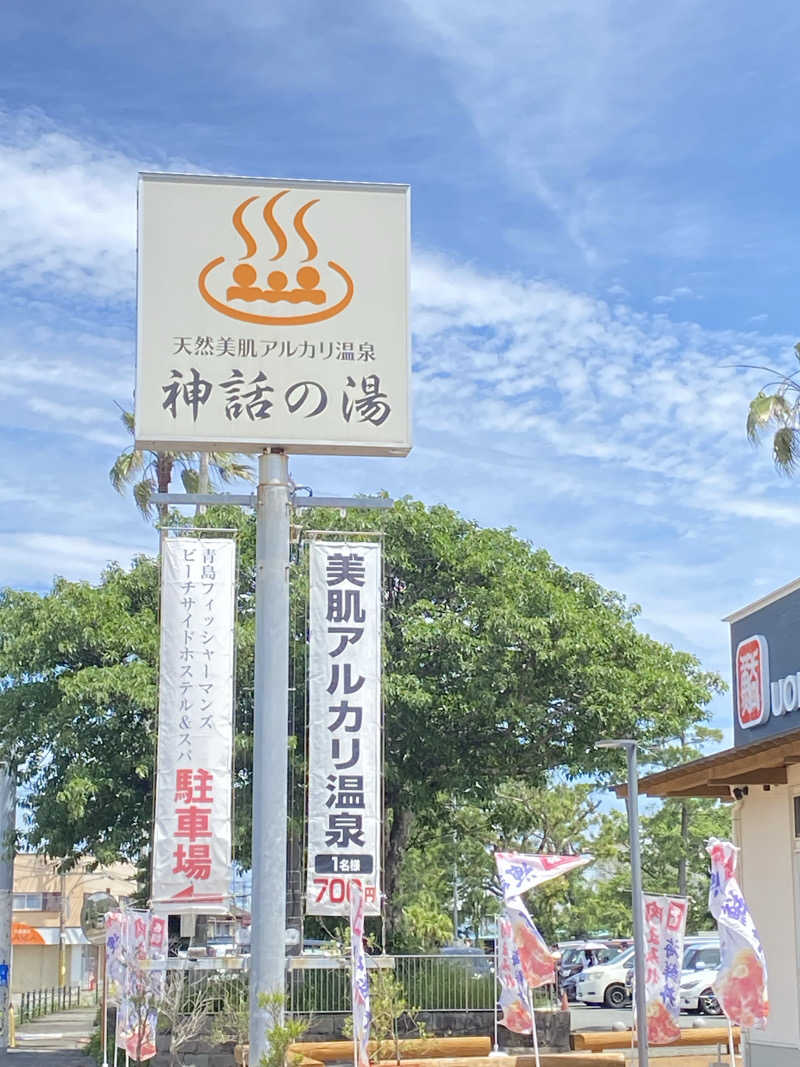 天然美肌アルカリ温泉
神話の湯
青島フィッシャーマンズ
ビーチサイドホステル&スパ
駐車場
美肌アルカリ温泉
1名様
700円